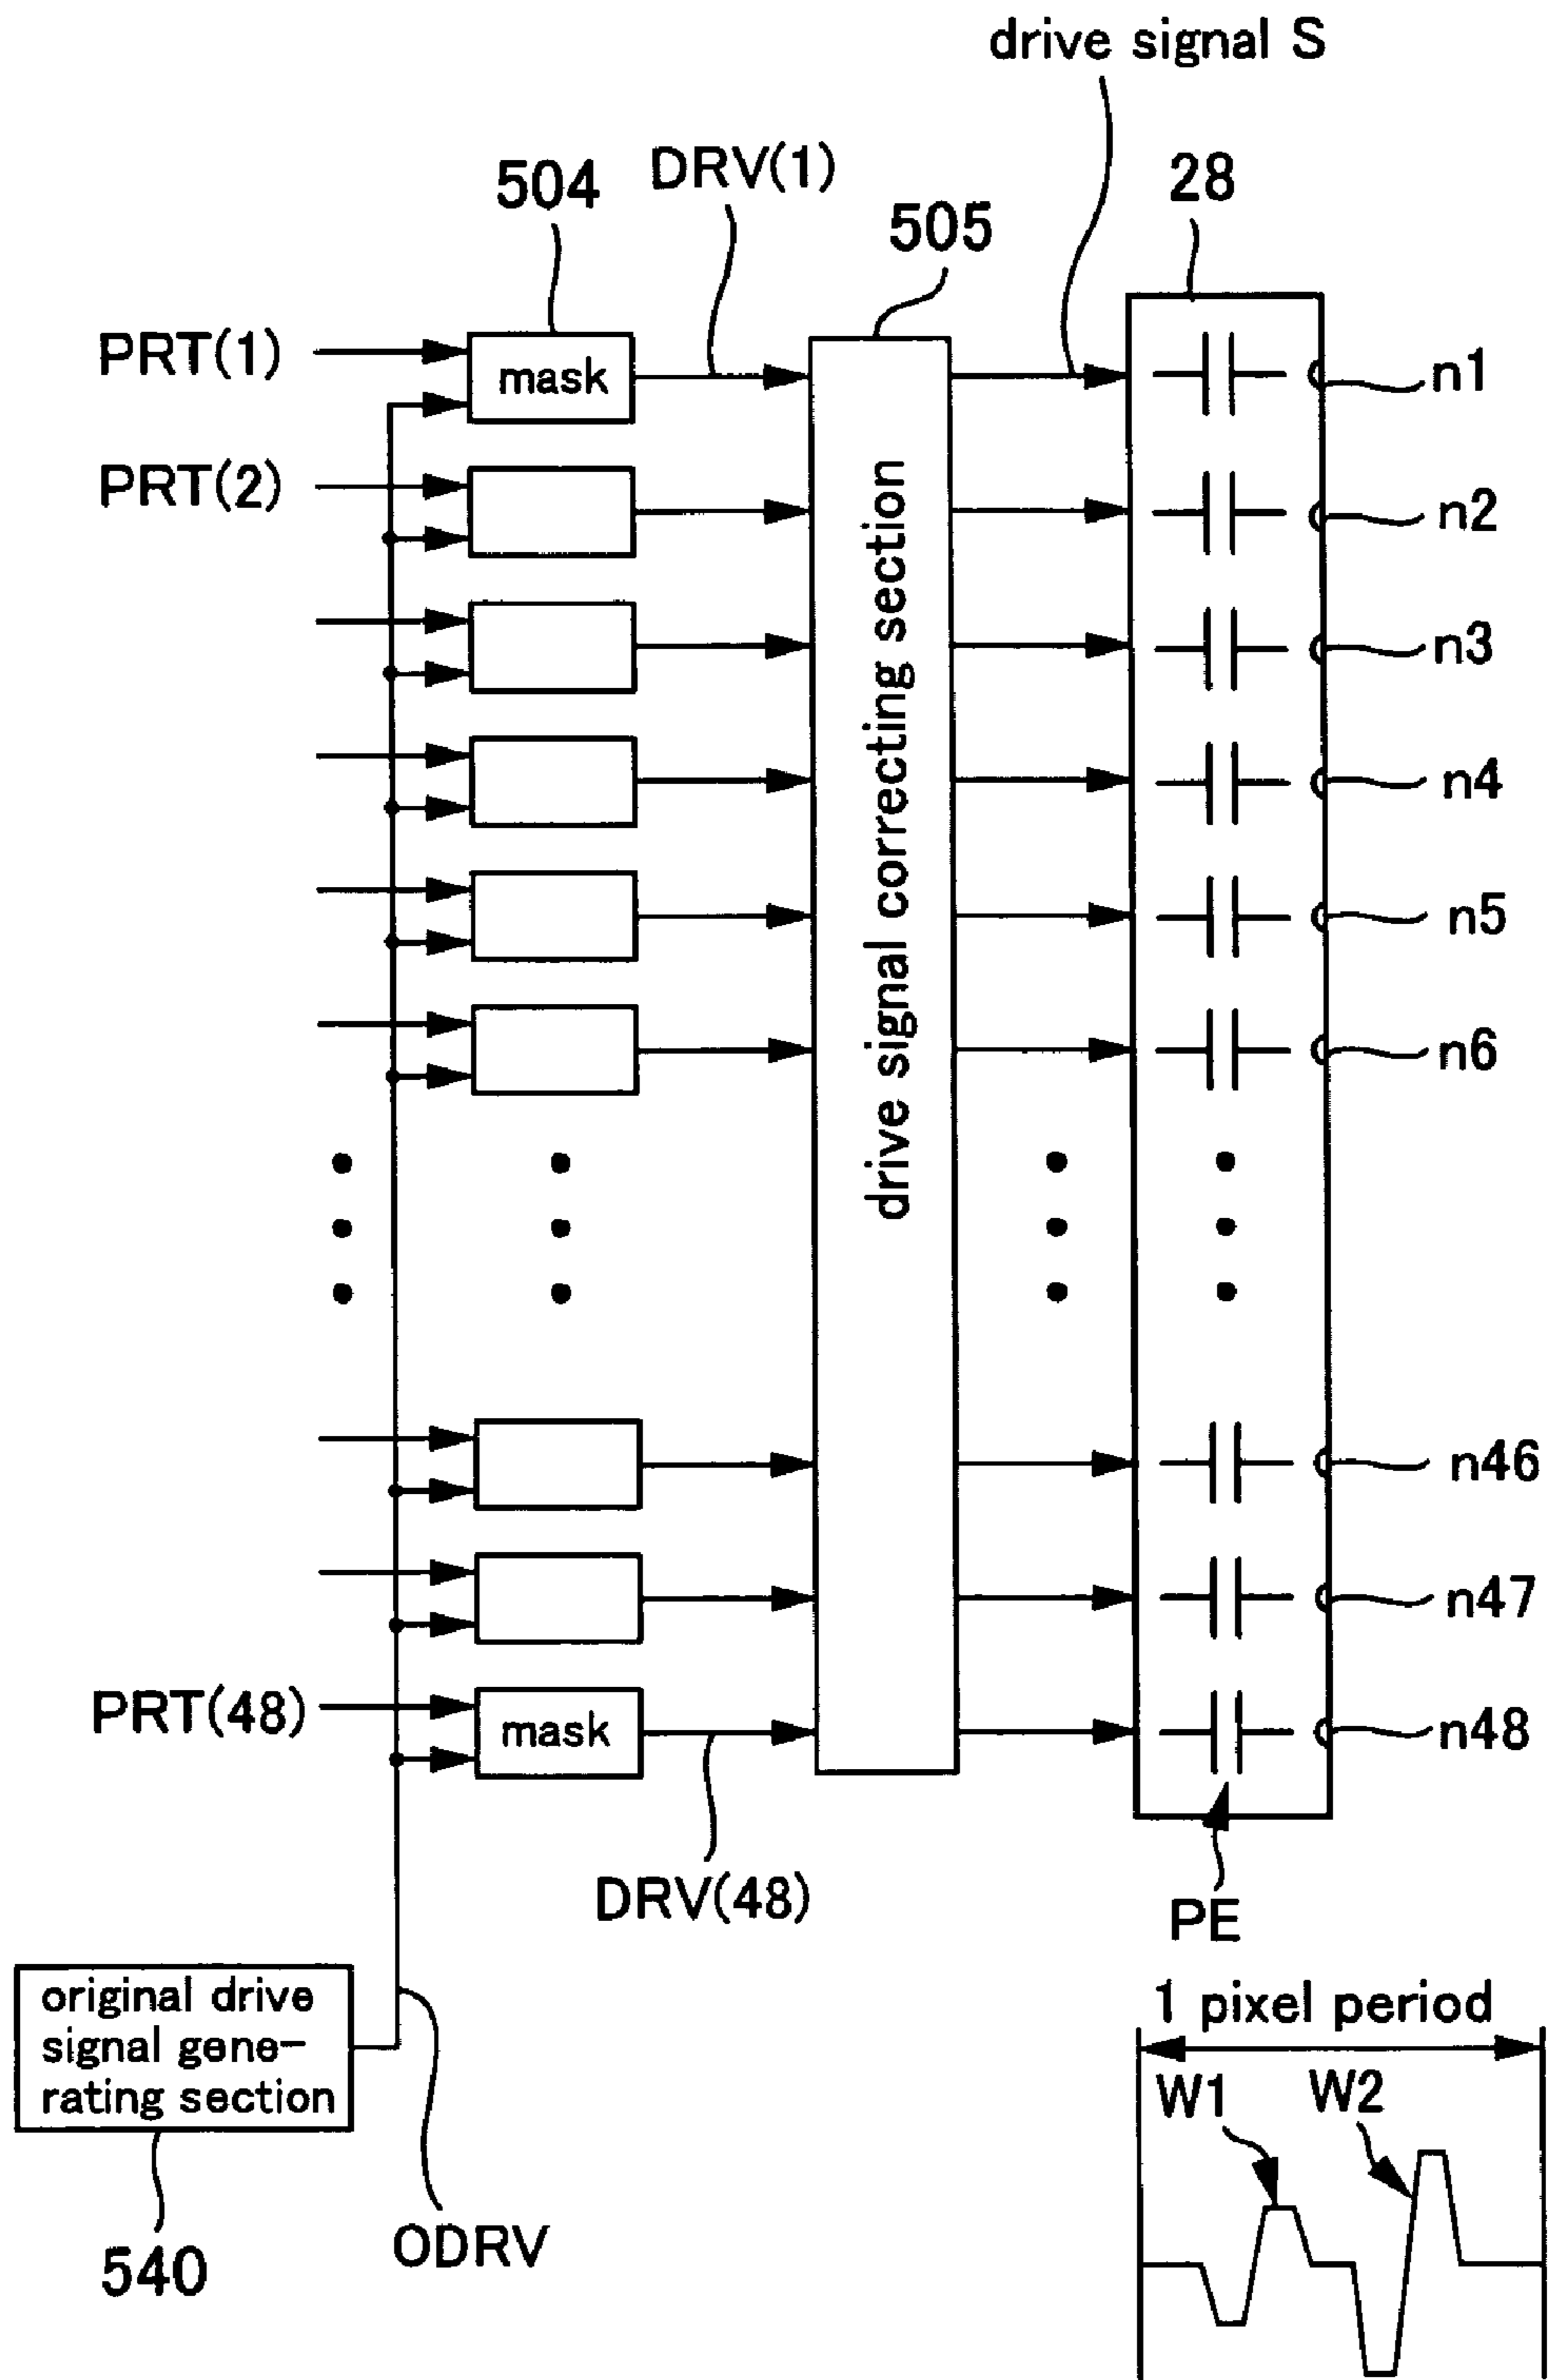 drive signal S
504
DRV(1)
505
28
PRT(1)
mask
n1
PRT(2)
n2
n3
drive signal correcting section
n4
n5
n6
n46
n47
PRT(48)
mask
n48
DRV(48)
PE
original drive
signal gene-
rating section
1 pixel period
W1
W2
ODRV
540